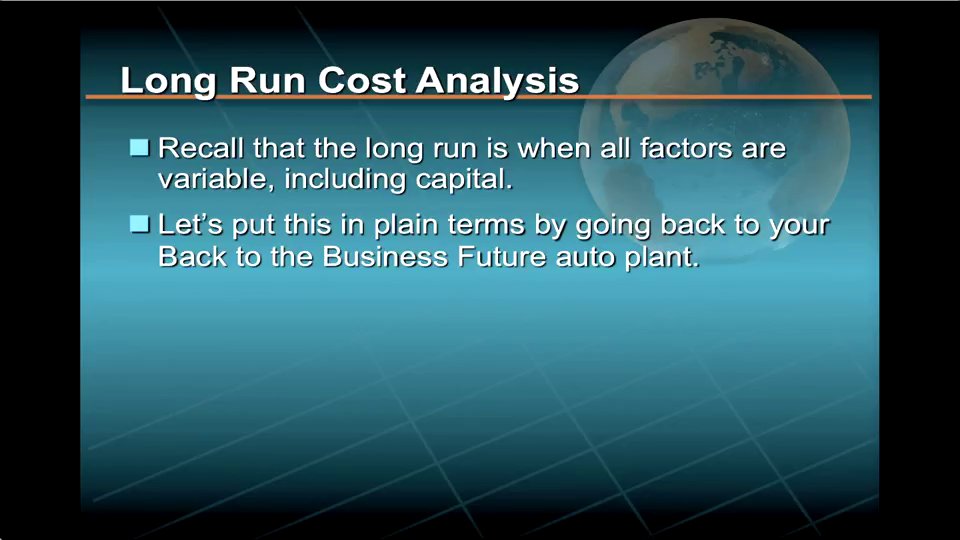 Long Run Cost Analysis
Recall that the long run is when all factors are
variable, including capital.
Let’s put this in plain terms by going back to your
Back to the Business Future auto plant.